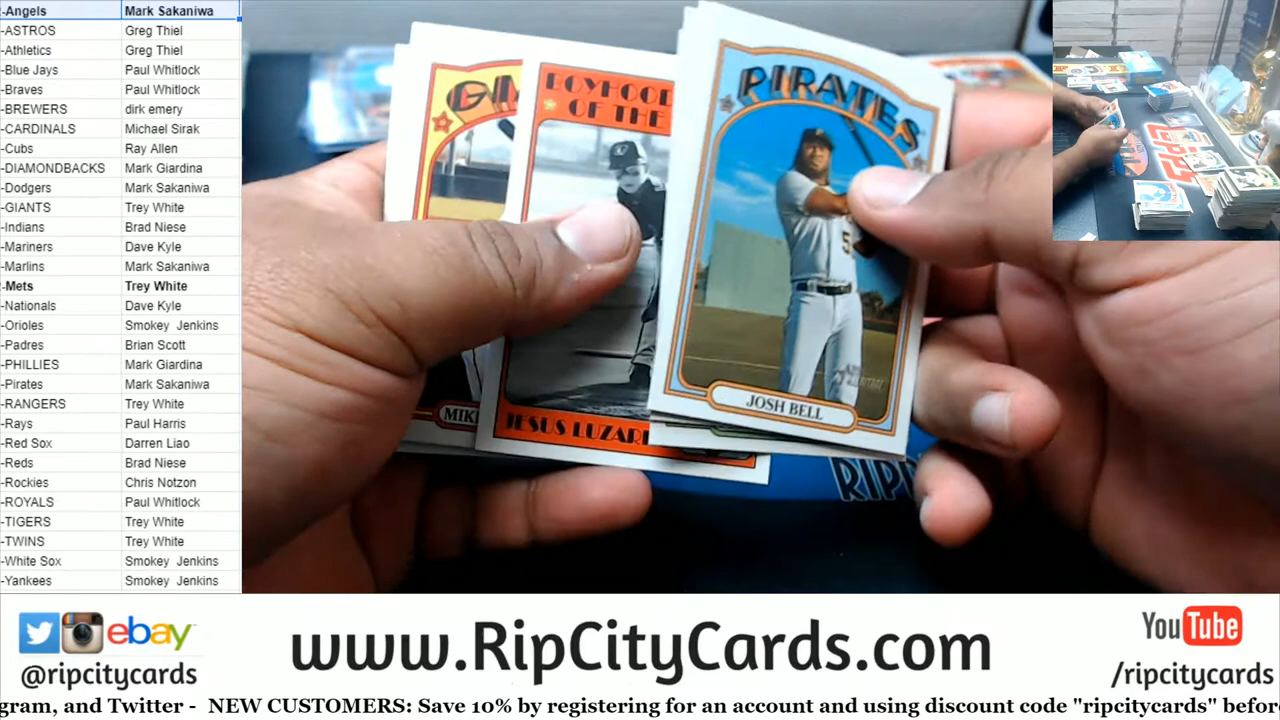 -Angels Mark Sakaniwa
-ASTROS Greg Thiel
-Athletics Greg Thiel
-Blue Jays Paul Whitlock
-Braves Paul Whitlock
-BREWERS dirk emery
-CARDINALS Michael Sirak
-Cubs Ray Allen
-DIAMONDBACKS Mark Giardina
-Dodgers Mark Sakaniwa
-GIANTS Trey White
-Indians Brad Niese
-Mariners Dave Kyle
-Marlins Mark Sakaniwa
-Mets Trey White
-Nationals Dave Kyle
-Orioles Smokey Jenkins
-Padres Brian Scott
-PHILLIES Mark Giardina
-Pirates Mark Sakaniwa
-RANGERS Trey White
-Rays Paul Harris
-Red Sox Darren Liao
-Reds Brad Niese
-Rockies Chris Notzon
-ROYALS Paul Whitlock
-TIGERS Trey White
-TWINS Trey White
-White Sox Smokey Jenkins
-Yankees Smokey Jenkins
GI
MIK
BOYHOOD
OF THE
JESUS LUZAR
PIRATES
JOSH BELL
HERITAGE
RIP
ebay
@ripcitycards
www.RipCityCards.com
YouTube
/ripcitycards
gram, and Twitter - NEW CUSTOMERS: Save 10% by registering for an account and using discount code "ripcitycards" befor